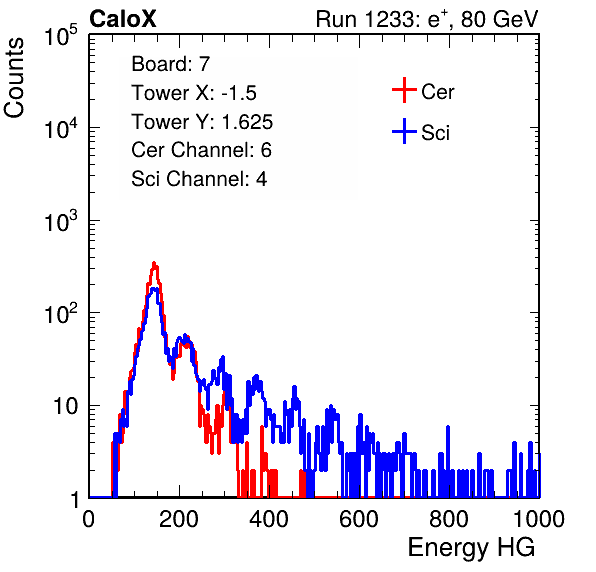 CaloX Run 1233: e⁺, 80 GeV
Counts
10⁵
10⁴
10³
10²
10
1
Board: 7
Tower X: -1.5
Tower Y: 1.625
Cer Channel: 6
Sci Channel: 4
Cer
Sci
0 200 400 600 800 1000
Energy HG